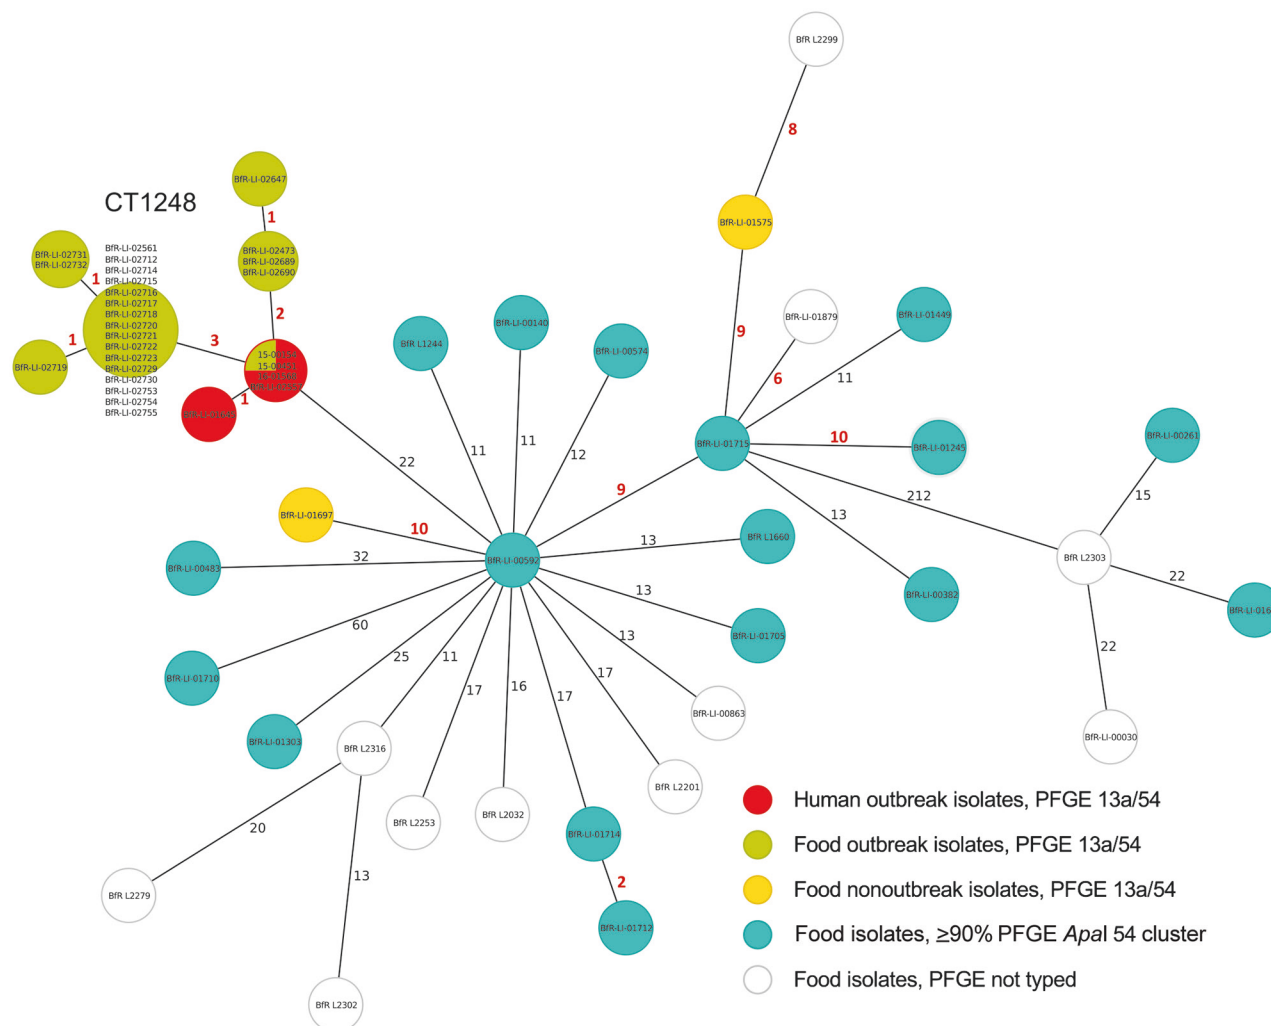 BfR L2299
8
BfR-LI-02647
CT1248
1
BfR-LI-01575
BfR-LI-02731
BfR-LI-02732
BfR-LI-02561
BfR-LI-02712
BfR-LI-02714
BfR-LI-02715
BfR-LI-02716
BfR-LI-02717
BfR-LI-02718
BfR-LI-02720
BfR-LI-02721
BfR-LI-02722
BfR-LI-02723
BfR-LI-02729
BfR-LI-02730
BfR-LI-02753
BfR-LI-02754
BfR-LI-02755
BfR-LI-02473
BfR-LI-02689
BfR-LI-02690
1
2
1
3
BfR-LI-02719
1
BfR L1244
BfR-LI-00140
BfR-LI-00574
9
BfR-LI-01879
BfR-LI-01449
6
11
BfR-LI-01715
10
BfR-LI-01245
BfR-LI-00261
22
11
11
12
9
212
15
13
BfR-LI-01697
10
BfR-LI-00592
13
BfR L1660
BfR L2303
BfR-LI-00483
32
22
BfR-LI-00382
BfR-LI-016
13
BfR-LI-01705
60
25
11
17
16
17
17
13
22
BfR-LI-01710
BfR-LI-00863
BfR-LI-01303
BfR L2316
BfR-LI-00030
BfR L2201
BfR L2253
BfR L2032
BfR-LI-01714
20
13
2
BfR L2279
BfR-LI-01712
BfR L2302
Human outbreak isolates, PFGE 13a/54
Food outbreak isolates, PFGE 13a/54
Food nonoutbreak isolates, PFGE 13a/54
Food isolates, ≥90% PFGE ApaI 54 cluster
Food isolates, PFGE not typed